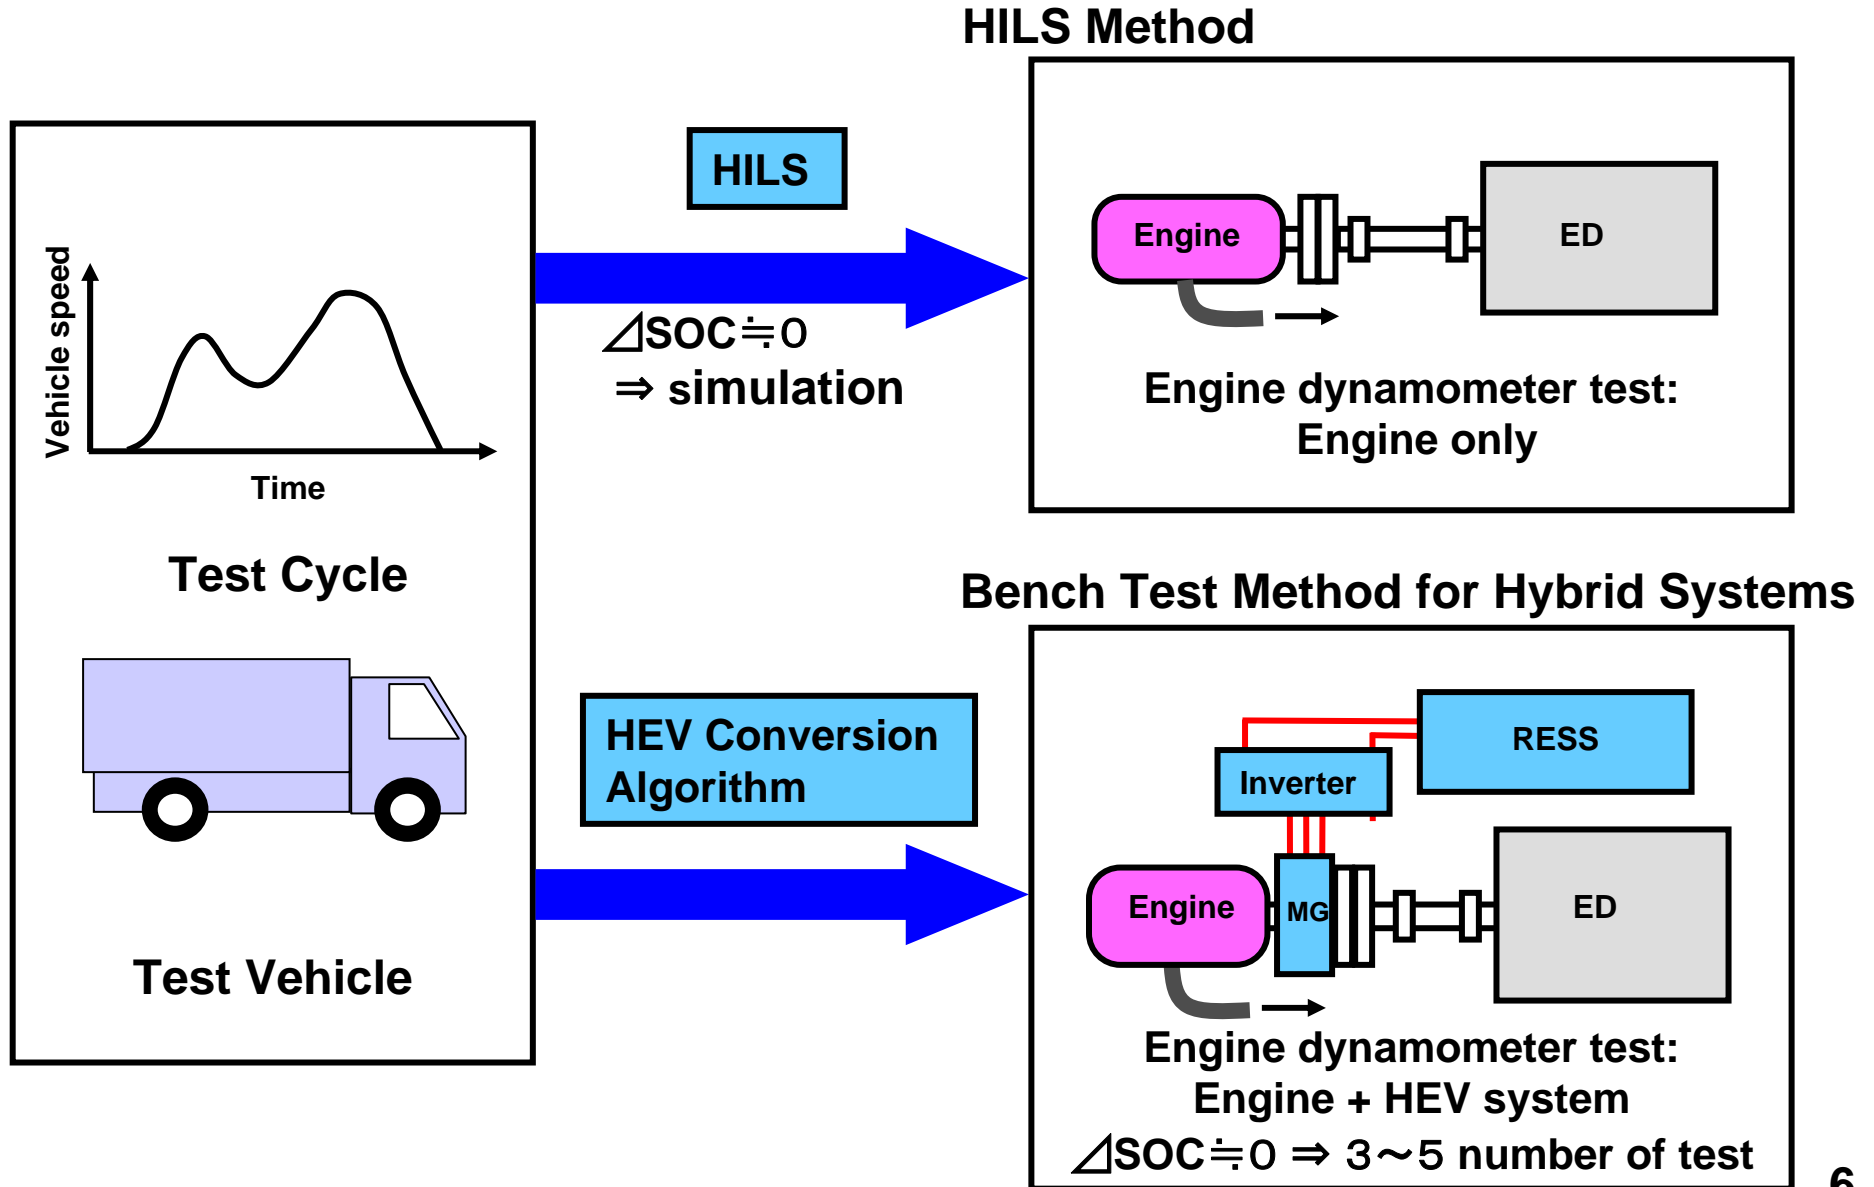 HILS Method
HILS
Engine
ED
Vehicle speed
⊿SOC≒０
⇒ simulation
Engine dynamometer test:
Engine only
Time
Test Cycle
Bench Test Method for Hybrid Systems
HEV Conversion
Algorithm
RESS
Inverter
Engine
MG
ED
Test Vehicle
Engine dynamometer test:
Engine + HEV system
⊿SOC≒０ ⇒ ３～５ number of test
6